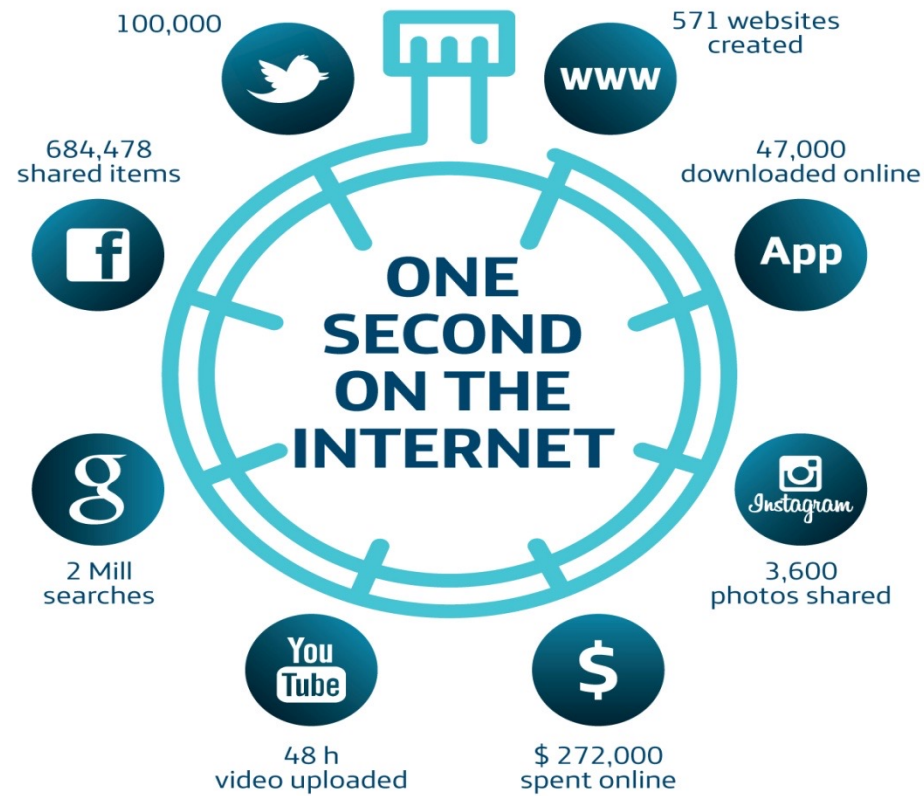 100,000
571 websites
created
www
684,478
shared items
47,000
downloaded online
f
App
ONE
SECOND
ON THE
INTERNET
g
Instagram
2 Mill
searches
3,600
photos shared
You
Tube
$
48 h
video uploaded
$ 272,000
spent online